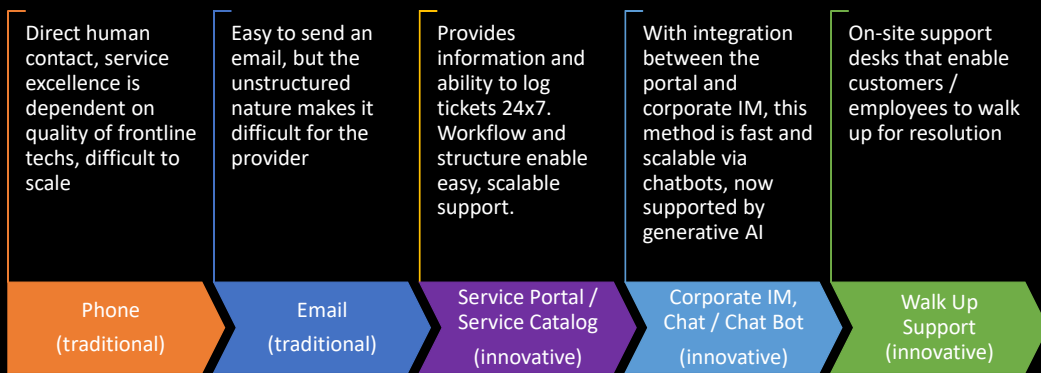 Direct human
contact, service
excellence is
dependent on
quality of frontline
techs, difficult to
scale
Easy to send an
email, but the
unstructured
nature makes it
difficult for the
provider
Provides
information and
ability to log
tickets 24x7.
Workflow and
structure enable
easy, scalable
support.
With integration
between the
portal and
corporate IM, this
method is fast and
scalable via
chatbots, now
supported by
generative AI
On-site support
desks that enable
customers /
employees to walk
up for resolution
Phone
(traditional)
Email
(traditional)
Service Portal /
Service Catalog
(innovative)
Corporate IM,
Chat / Chat Bot
(innovative)
Walk Up
Support
(innovative)